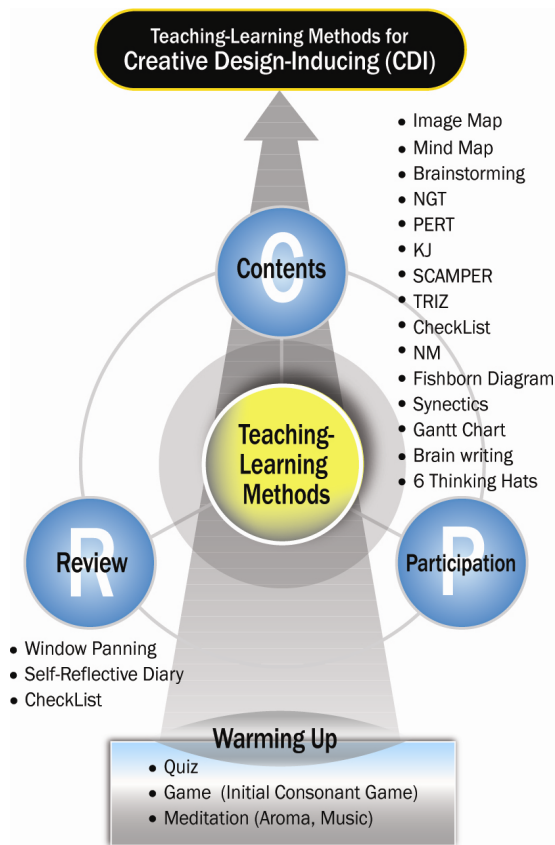 Teaching-Learning Methods for
Creative Design-Inducing (CDI)
• Image Map
• Mind Map
• Brainstorming
• NGT
• PERT
• KJ
• SCAMPER
• TRIZ
• CheckList
• NM
• Fishborn Diagram
• Synectics
• Gantt Chart
• Brain writing
• 6 Thinking Hats
C
Contents
Teaching-
Learning
Methods
R
Review
P
Participation
• Window Panning
• Self-Reflective Diary
• CheckList
Warming Up
• Quiz
• Game (Initial Consonant Game)
• Meditation (Aroma, Music)